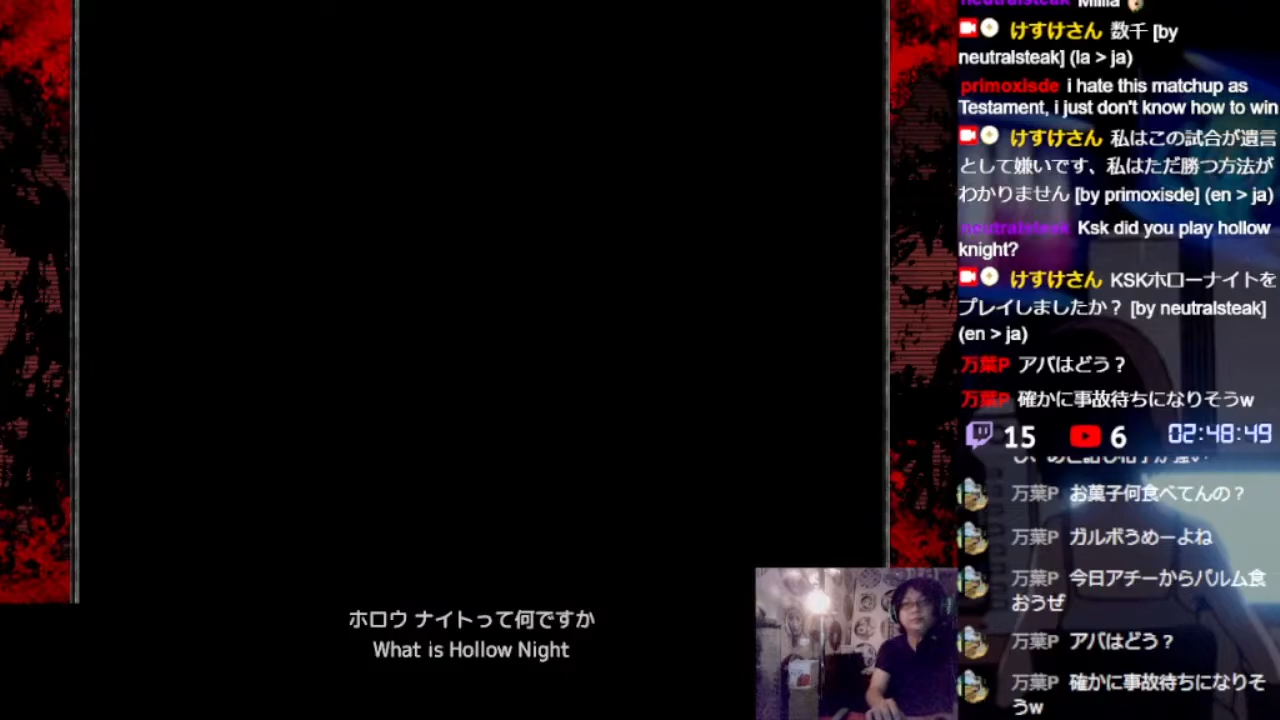 neutralsteak Milla
けすけさん 数千 [by
neutralsteak] (la > ja)
primoxisde i hate this matchup as
Testament, i just don't know how to win
けすけさん 私はこの試合が遺言
として嫌いです、私はただ勝つ方法が
わかりません [by primoxisde] (en > ja)
neutralsteak Ksk did you play hollow
knight?
けすけさん KSKホローナイトを
プレイしましたか？ [by neutralsteak]
(en > ja)
万葉P アバはどう？
万葉P 確かに事故待ちになりそうw
15 6 02:48:49
万葉P お菓子何食べてんの？
万葉P ガルボうめーよね
万葉P 今日アチーからパルム食
おうぜ
万葉P アバはどう？
万葉P 確かに事故待ちになりそ
うw
ホロウ ナイトって何ですか
What is Hollow Night